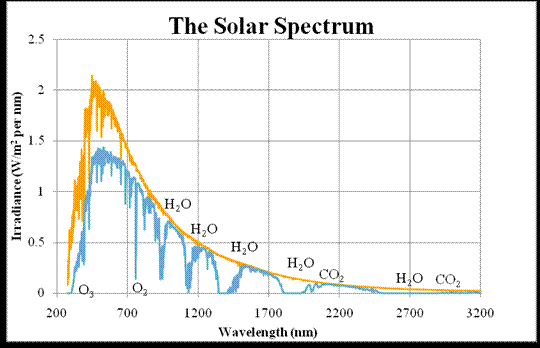 The Solar Spectrum
2.5
2
1.5
1
0.5
0
Irradiance (W/m² per nm)
H₂O
H₂O
H₂O
H₂O
CO₂
H₂O
CO₂
O₃
O₂
200 700 1200 1700 2200 2700 3200
Wavelength (nm)